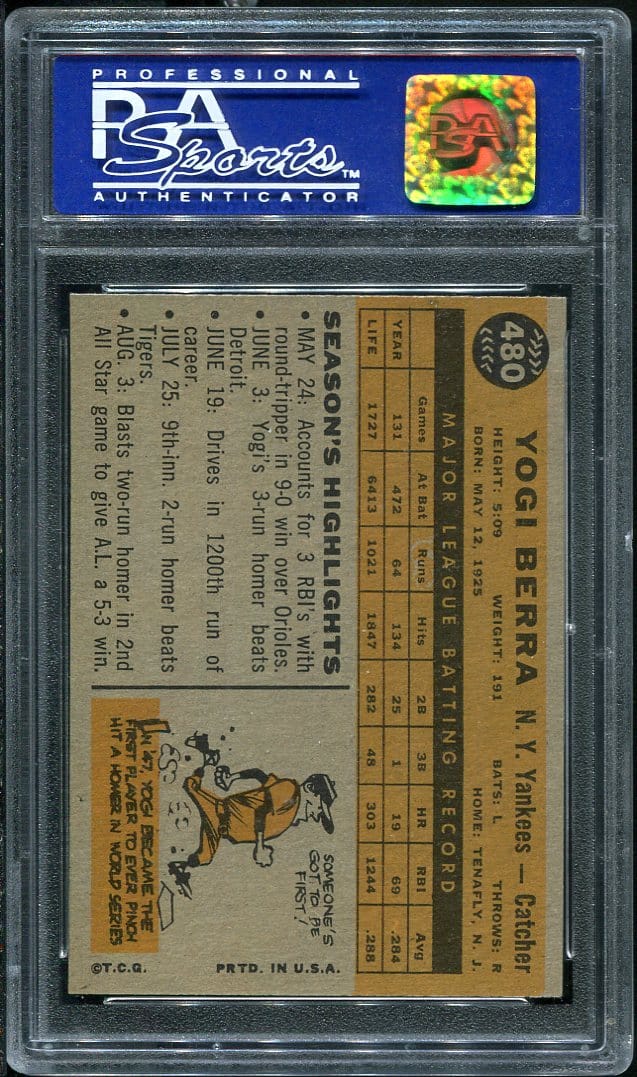 PROFESSIONAL
PSA
Sports™
AUTHENTICATOR
PSA
480
YOGI BERRA N. Y. Yankees — Catcher
HEIGHT: 5:09 WEIGHT: 191 BATS: L THROWS: R
BORN: MAY 12, 1925 HOME: TENAFLY, N. J.
MAJOR LEAGUE BATTING RECORD
Games At Bat Runs Hits 2B 3B HR RBI Avg
YEAR 131 472 64 134 25 1 19 69 .284
LIFE 1727 6413 1021 1847 282 48 303 1244 .288
SEASON'S HIGHLIGHTS
• MAY 24: Accounts for 3 RBI's with
round-tripper in 9-0 win over Orioles.
• JUNE 3: Yogi's 3-run homer beats
Detroit.
• JUNE 19: Drives in 1200th run of
career.
• JULY 25: 9th-inn. 2-run homer beats
Tigers.
• AUG. 3: Blasts two-run homer in 2nd
All Star game to give A.L. a 5-3 win.
SOMEONE'S
GOT TO BE
FIRST!
IN '47, YOGI BECAME THE
FIRST PLAYER TO EVER PINCH
HIT A HOMER IN WORLD SERIES
©T.C.G. PRTD. IN U.S.A.